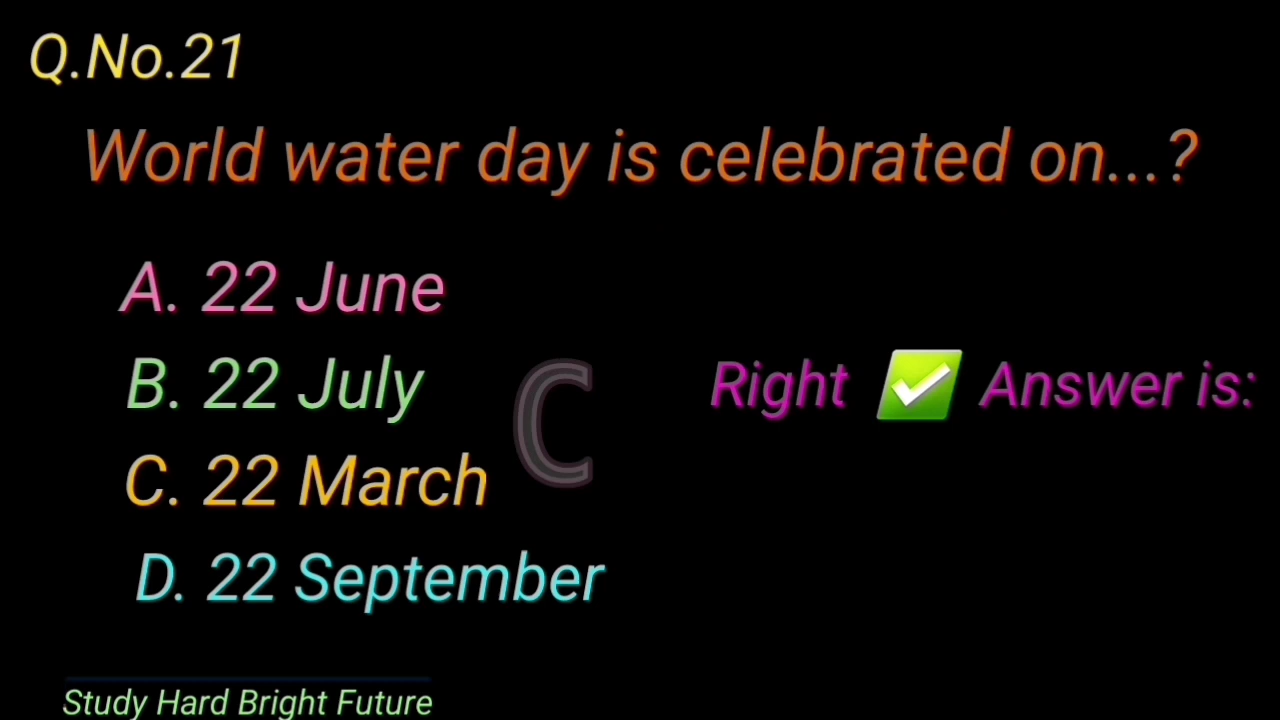 Q.No.21
World water day is celebrated on...?
A. 22 June
B. 22 July
C. 22 March
D. 22 September
C
Right ✅ Answer is:
Study Hard Bright Future